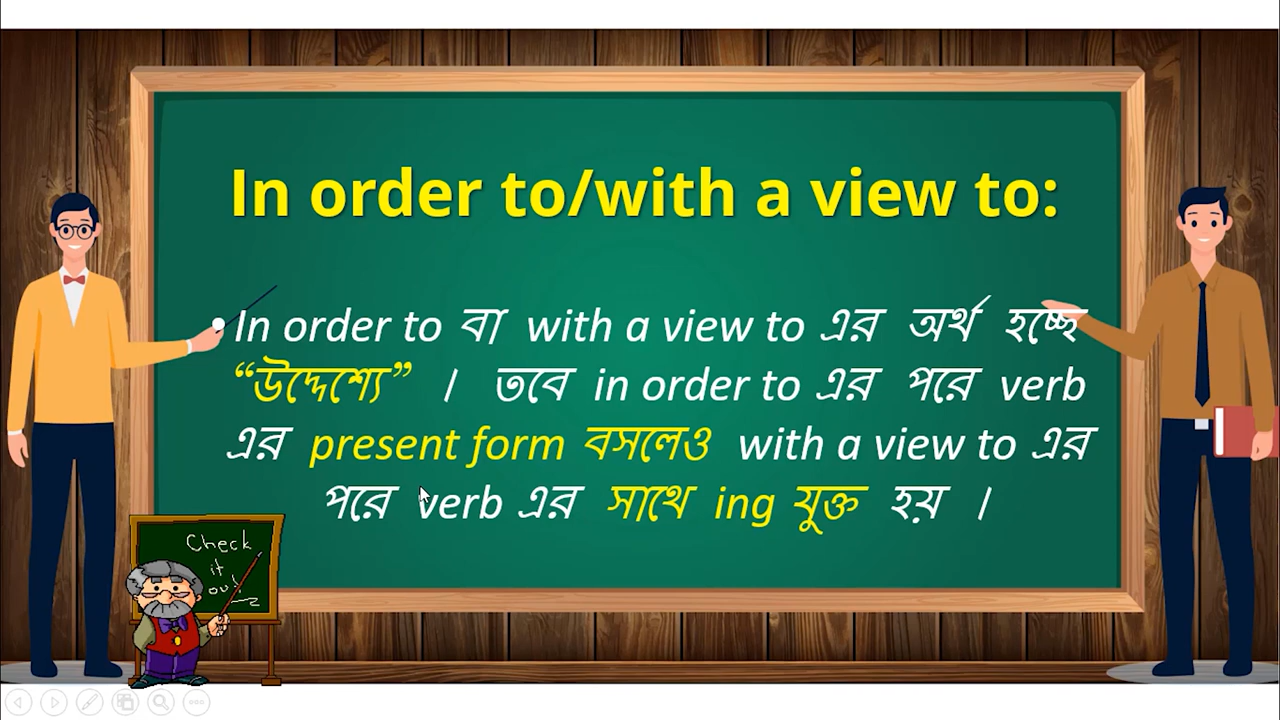 In order to/with a view to:
In order to বা with a view to এর অর্থ হচ্ছে
“উদ্দেশ্যে” । তবে in order to এর পরে verb
এর present form বসলেও with a view to এর
পরে verb এর সাথে ing যুক্ত হয় ।
Check
it
out!